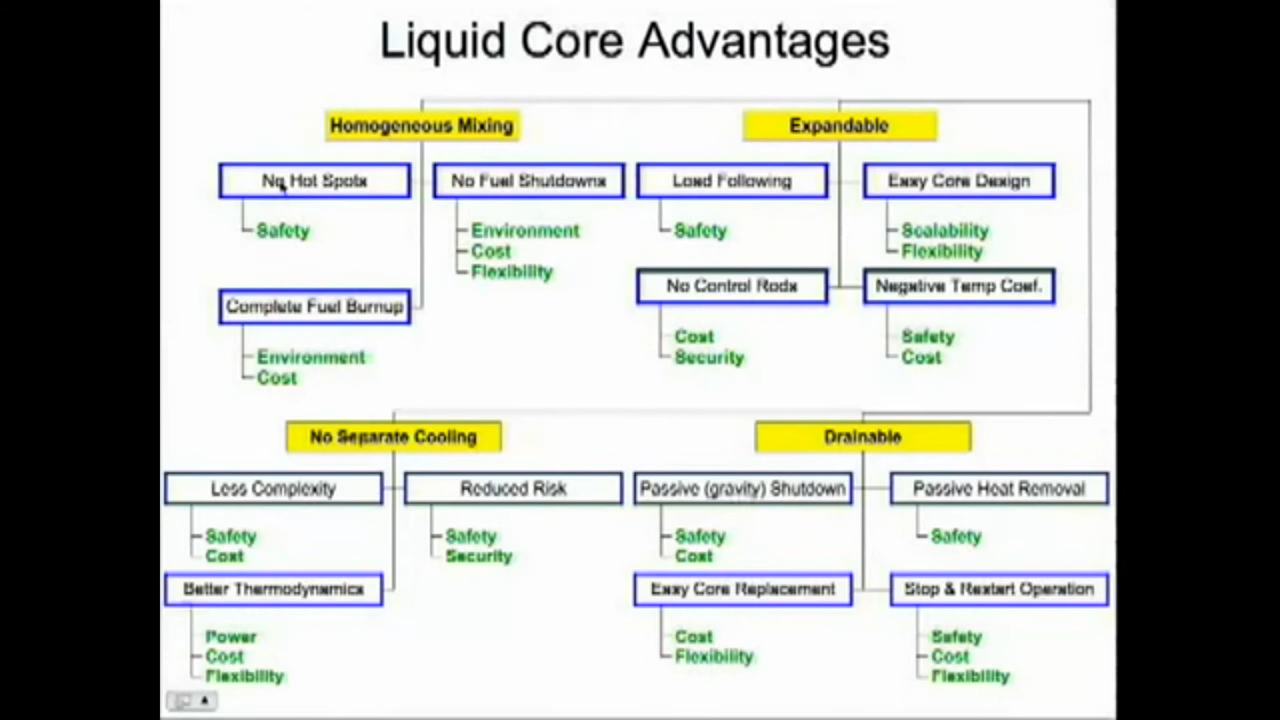 Liquid Core Advantages
Homogeneous Mixing
Expandable
No Hot Spots
No Fuel Shutdowns
Load Following
Easy Core Design
Safety
Environment
Cost
Flexibility
Safety
Scalability
Flexibility
Complete Fuel Burnup
No Control Rods
Negative Temp Coef.
Environment
Cost
Cost
Security
Safety
Cost
No Separate Cooling
Drainable
Less Complexity
Reduced Risk
Passive (gravity) Shutdown
Passive Heat Removal
Safety
Cost
Safety
Security
Safety
Cost
Safety
Better Thermodynamics
Easy Core Replacement
Stop & Restart Operation
Power
Cost
Flexibility
Cost
Flexibility
Safety
Cost
Flexibility